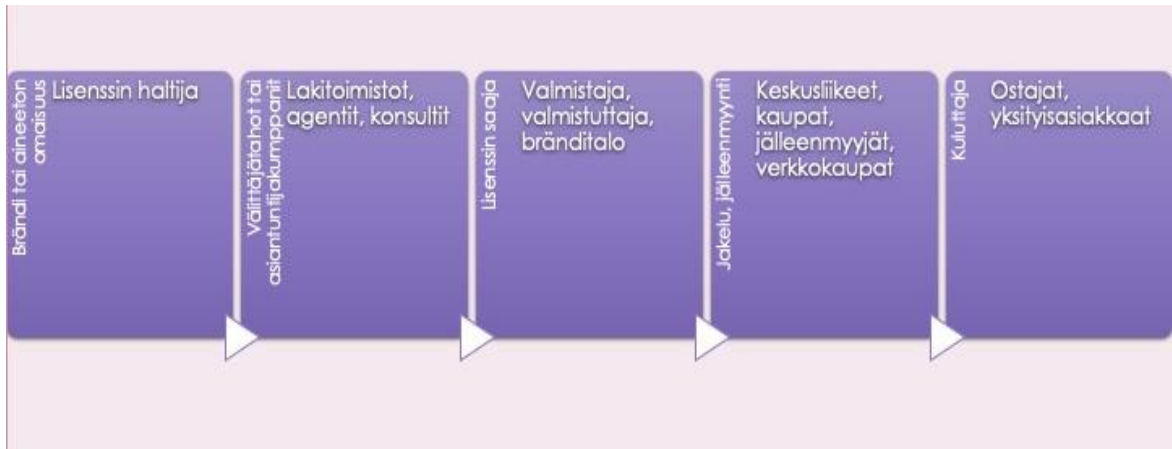 Brändi tai aineeton
omaisuus
Lisenssin haltija
Välittäjätahot tai
asiantuntijakumppanit
Lakitoimistot,
agentit, konsultit
Lisenssin saaja
Valmistaja,
valmistuttaja,
bränditalo
Jakelu, jälleenmyynti
Keskusliikeet,
kaupat,
jälleenmyyjät,
verkkokaupat
Kuluttaja
Ostajat,
yksityisasiakkaat